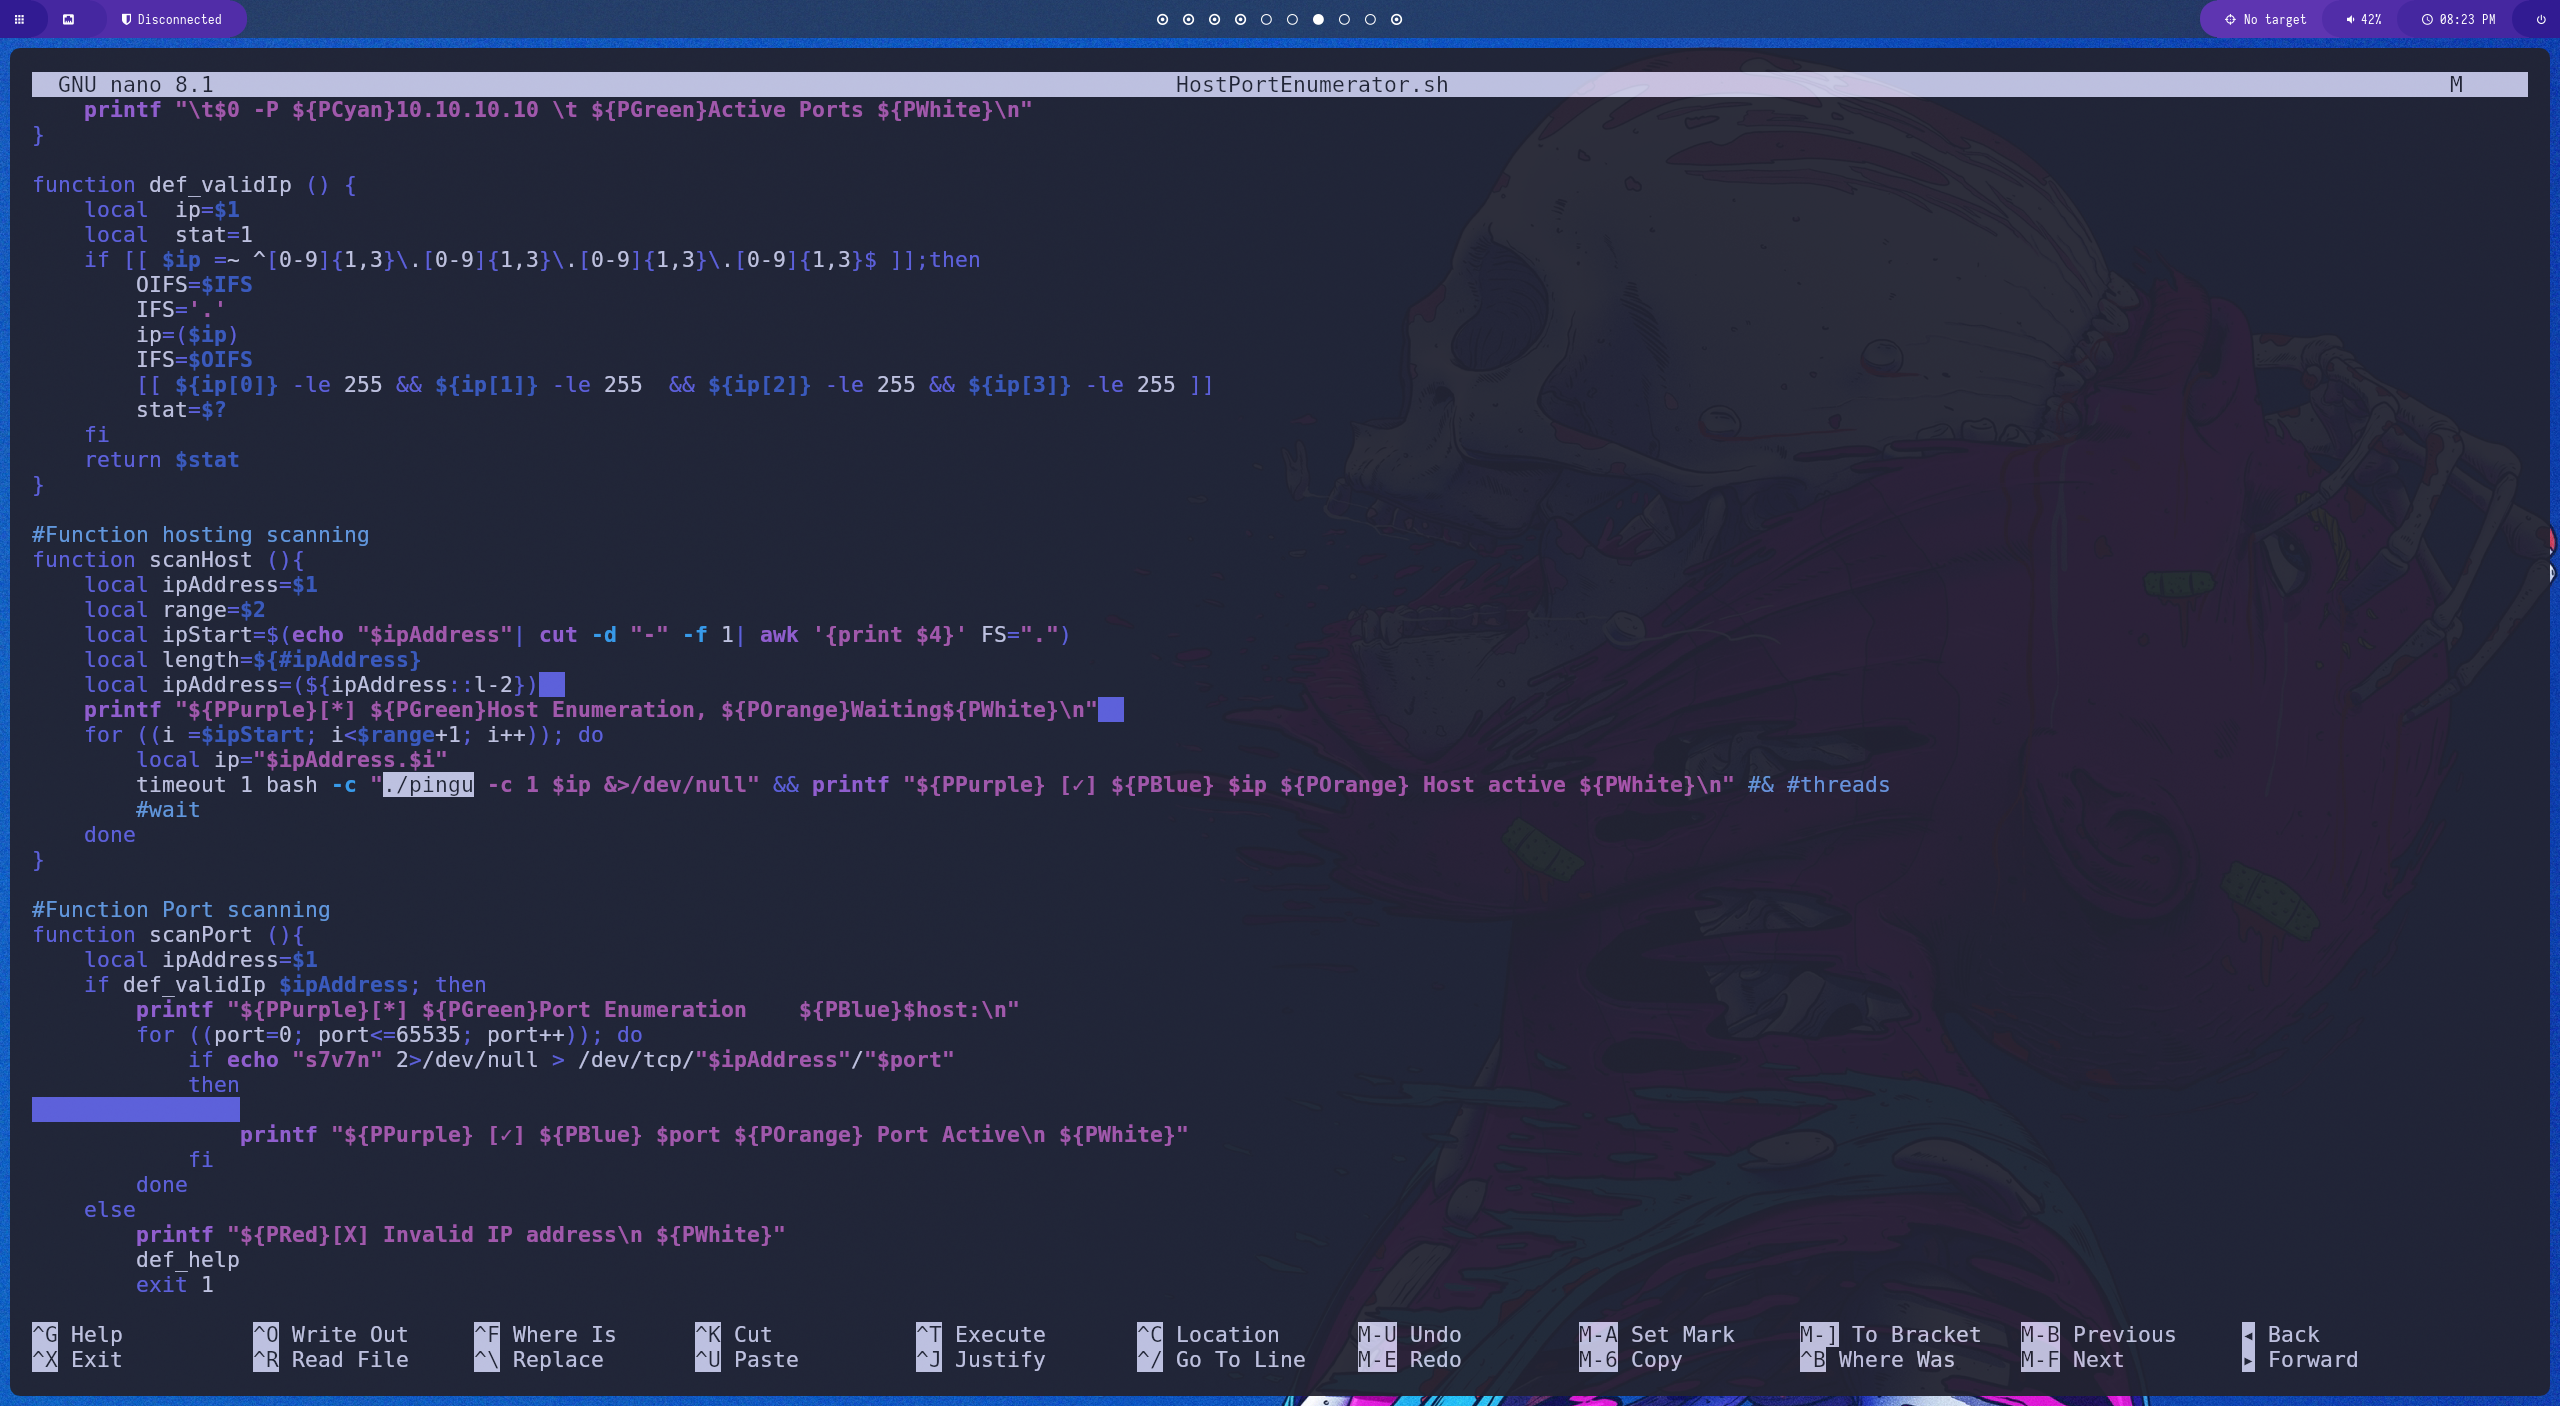 Disconnected
No target
42%
08:23 PM
GNU nano 8.1 HostPortEnumerator.sh M
    printf "\t$0 -P ${PCyan}10.10.10.10 \t ${PGreen}Active Ports ${PWhite}\n"
}

function def_validIp () {
    local  ip=$1
    local  stat=1
    if [[ $ip =~ ^[0-9]{1,3}\.[0-9]{1,3}\.[0-9]{1,3}\.[0-9]{1,3}$ ]];then
        OIFS=$IFS
        IFS='.'
        ip=($ip)
        IFS=$OIFS
        [[ ${ip[0]} -le 255 && ${ip[1]} -le 255  && ${ip[2]} -le 255 && ${ip[3]} -le 255 ]]
        stat=$?
    fi
    return $stat
}

#Function hosting scanning
function scanHost (){
    local ipAddress=$1
    local range=$2
    local ipStart=$(echo "$ipAddress"| cut -d "-" -f 1| awk '{print $4}' FS=".")
    local length=${#ipAddress}
    local ipAddress=(${ipAddress::l-2})
    printf "${PPurple}[*] ${PGreen}Host Enumeration, ${POrange}Waiting${PWhite}\n"
    for ((i =$ipStart; i<$range+1; i++)); do
        local ip="$ipAddress.$i"
        timeout 1 bash -c "./pingu -c 1 $ip &>/dev/null" && printf "${PPurple} [✓] ${PBlue} $ip ${POrange} Host active ${PWhite}\n" #& #threads
        #wait
    done
}

#Function Port scanning
function scanPort (){
    local ipAddress=$1
    if def_validIp $ipAddress; then
        printf "${PPurple}[*] ${PGreen}Port Enumeration    ${PBlue}$host:\n"
        for ((port=0; port<=65535; port++)); do
            if echo "s7v7n" 2>/dev/null > /dev/tcp/"$ipAddress"/"$port"
            then

                printf "${PPurple} [✓] ${PBlue} $port ${POrange} Port Active\n ${PWhite}"
            fi
        done
    else
        printf "${PRed}[X] Invalid IP address\n ${PWhite}"
        def_help
        exit 1
^G Help ^O Write Out ^F Where Is ^K Cut ^T Execute ^C Location M-U Undo M-A Set Mark M-] To Bracket M-B Previous ◂ Back
^X Exit ^R Read File ^\ Replace ^U Paste ^J Justify ^/ Go To Line M-E Redo M-6 Copy ^B Where Was M-F Next ▸ Forward